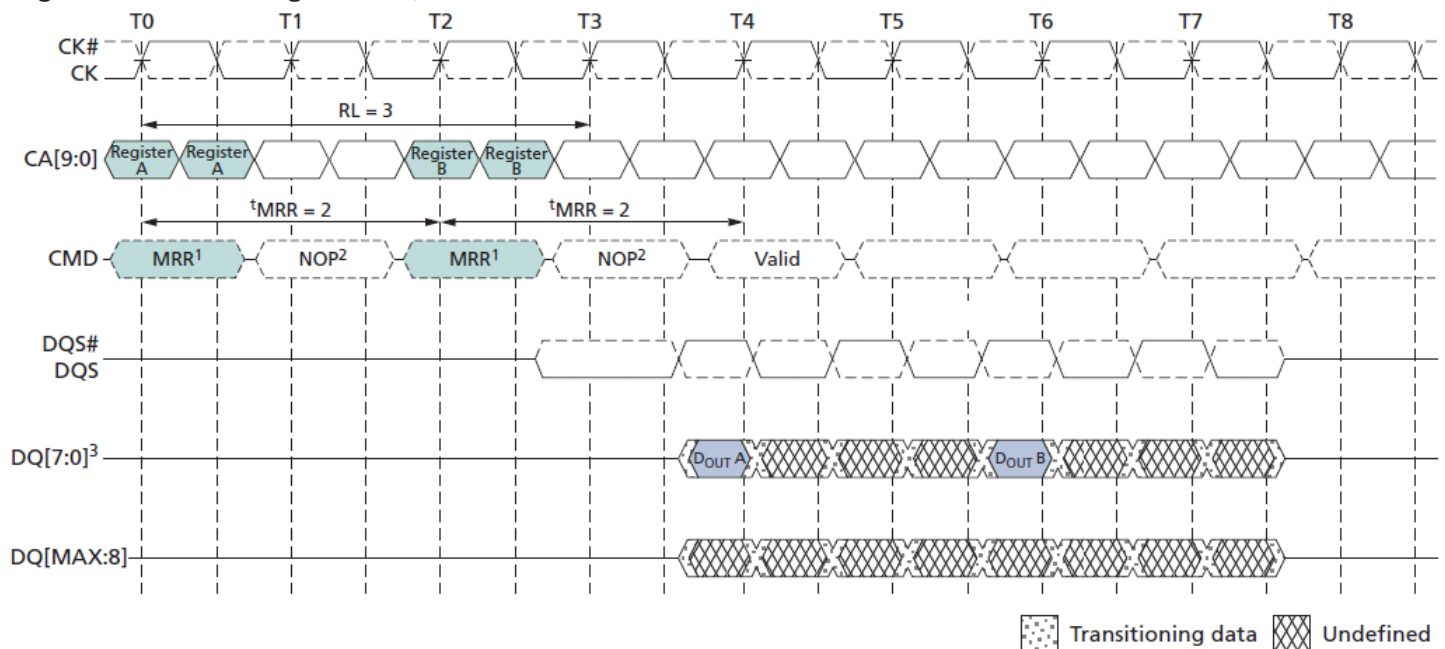 T0 T1 T2 T3 T4 T5 T6 T7 T8
CK#
CK
RL = 3
CA[9:0] Register A Register A Register B Register B
tMRR = 2 tMRR = 2
CMD MRR1 NOP2 MRR1 NOP2 Valid
DQS#
DQS
DQ[7:0]3 DOUT A DOUT B
DQ[MAX:8]
Transitioning data Undefined